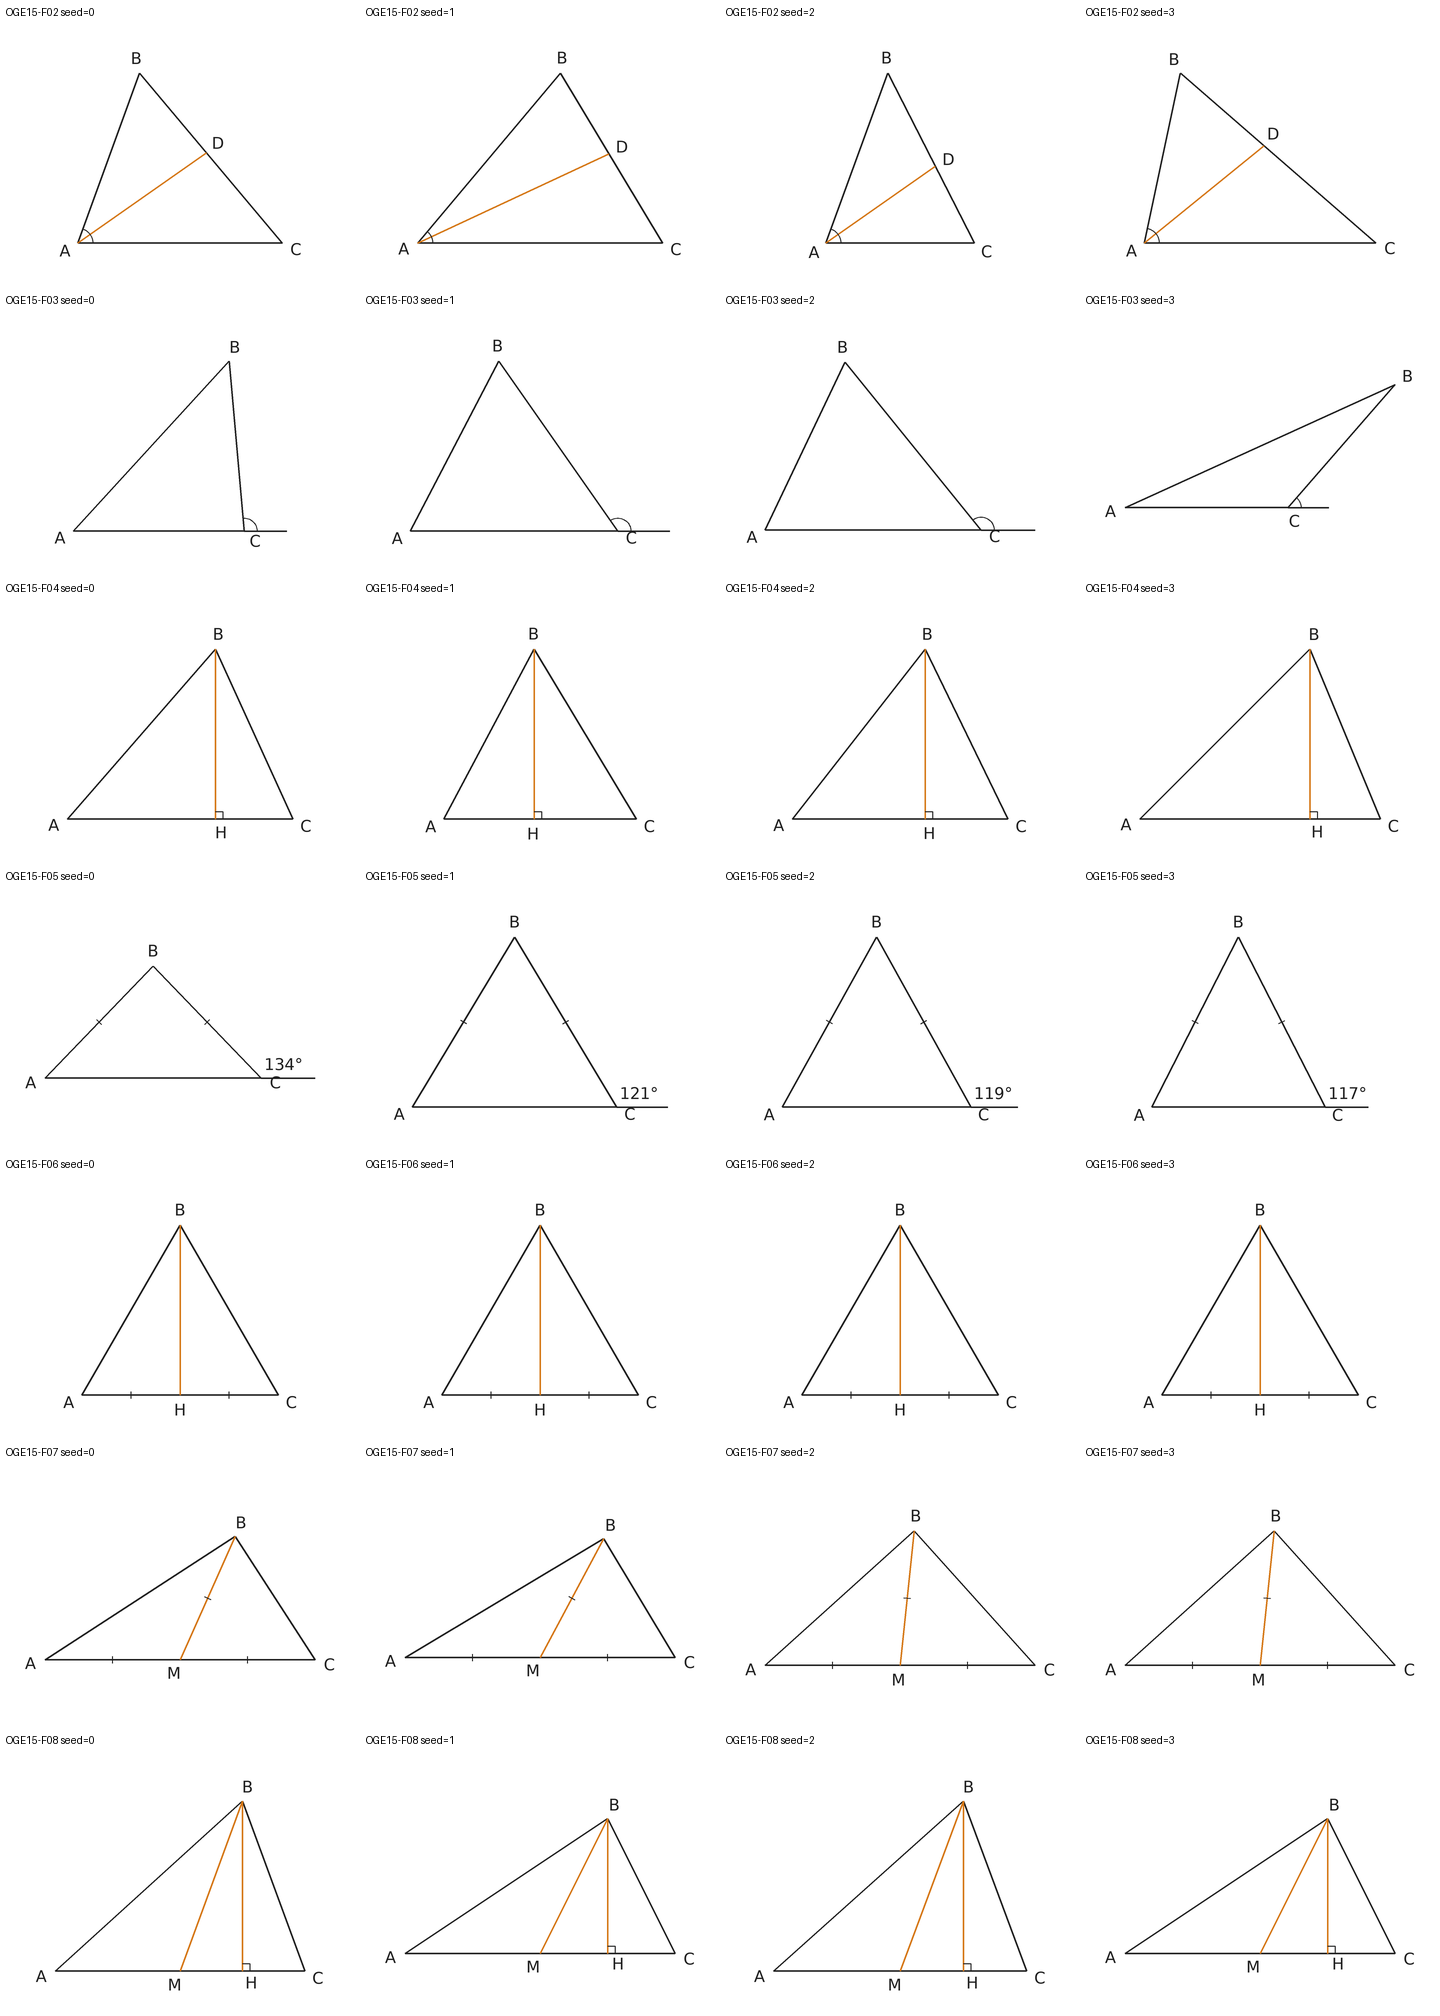 OGE15-F02 seed=0 OGE15-F02 seed=1 OGE15-F02 seed=2 OGE15-F02 seed=3
B B B B
D D D D
A C A C A C A C
OGE15-F03 seed=0 OGE15-F03 seed=1 OGE15-F03 seed=2 OGE15-F03 seed=3
B B B B
A C A C A C A C
OGE15-F04 seed=0 OGE15-F04 seed=1 OGE15-F04 seed=2 OGE15-F04 seed=3
B B B B
A H C A H C A H C A H C
OGE15-F05 seed=0 OGE15-F05 seed=1 OGE15-F05 seed=2 OGE15-F05 seed=3
B B B B
134° 121° 119° 117°
A C A C A C A C
OGE15-F06 seed=0 OGE15-F06 seed=1 OGE15-F06 seed=2 OGE15-F06 seed=3
B B B B
A H C A H C A H C A H C
OGE15-F07 seed=0 OGE15-F07 seed=1 OGE15-F07 seed=2 OGE15-F07 seed=3
B B B B
A M C A M C A M C A M C
OGE15-F08 seed=0 OGE15-F08 seed=1 OGE15-F08 seed=2 OGE15-F08 seed=3
B B B B
A M H C A M H C A M H C A M H C